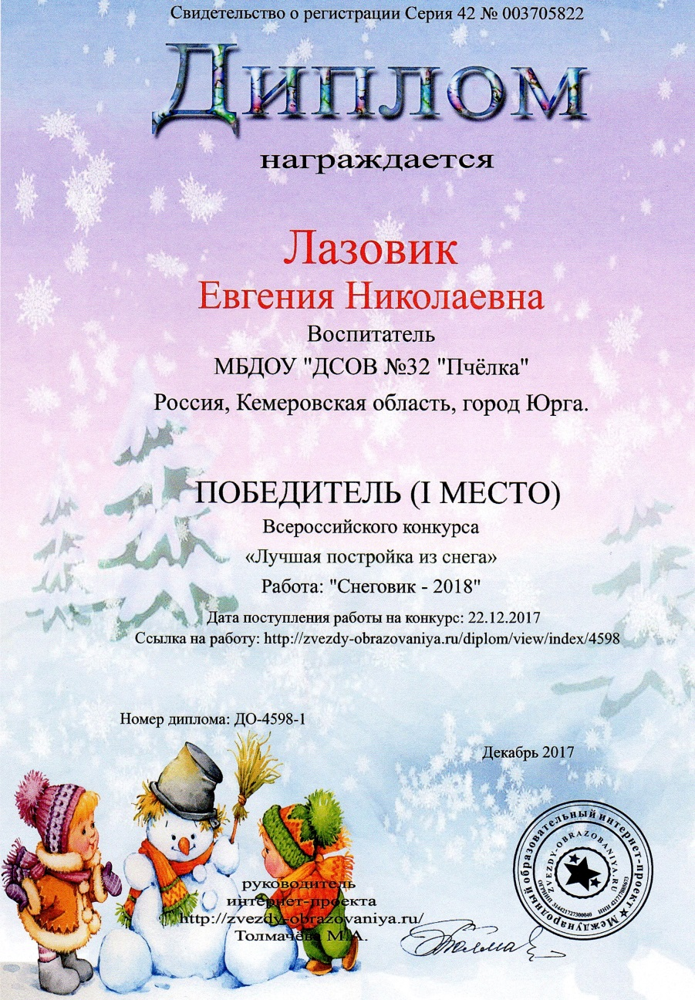 Свидетельство о регистрации Серия 42 № 003705822
Диплом
награждается
Лазовик
Евгения Николаевна
Воспитатель
МБДОУ "ДСОВ №32 "Пчёлка"
Россия, Кемеровская область, город Юрга.
ПОБЕДИТЕЛЬ (I МЕСТО)
Всероссийского конкурса
«Лучшая постройка из снега»
Работа: "Снеговик - 2018"
Дата поступления работы на конкурс: 22.12.2017
Ссылка на работу: http://zvezdy-obrazovaniya.ru/diplom/view/index/4598
Номер диплома: ДО-4598-1
Декабрь 2017
руководитель
интернет-проекта
http://zvezdy-obrazovaniya.ru/
Толмачёва М.А.
Международный образовательный интернет-проект
ZVEZDY-OBRAZOVANIYA.RU